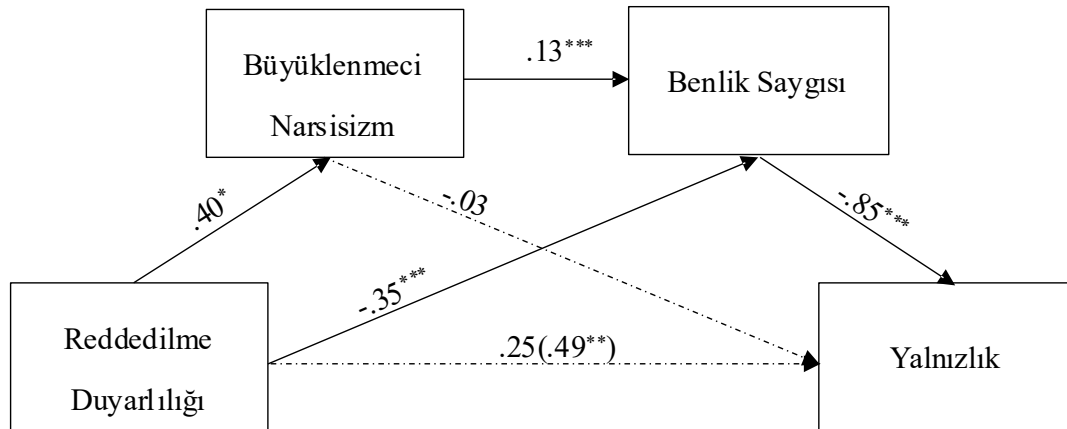 Büyüklenmeci
Narsisizm
.13***
Benlik Saygısı
.40*
-.03
-.85***
-.35***
Reddedilme
Duyarlılığı
.25(.49**)
Yalnızlık